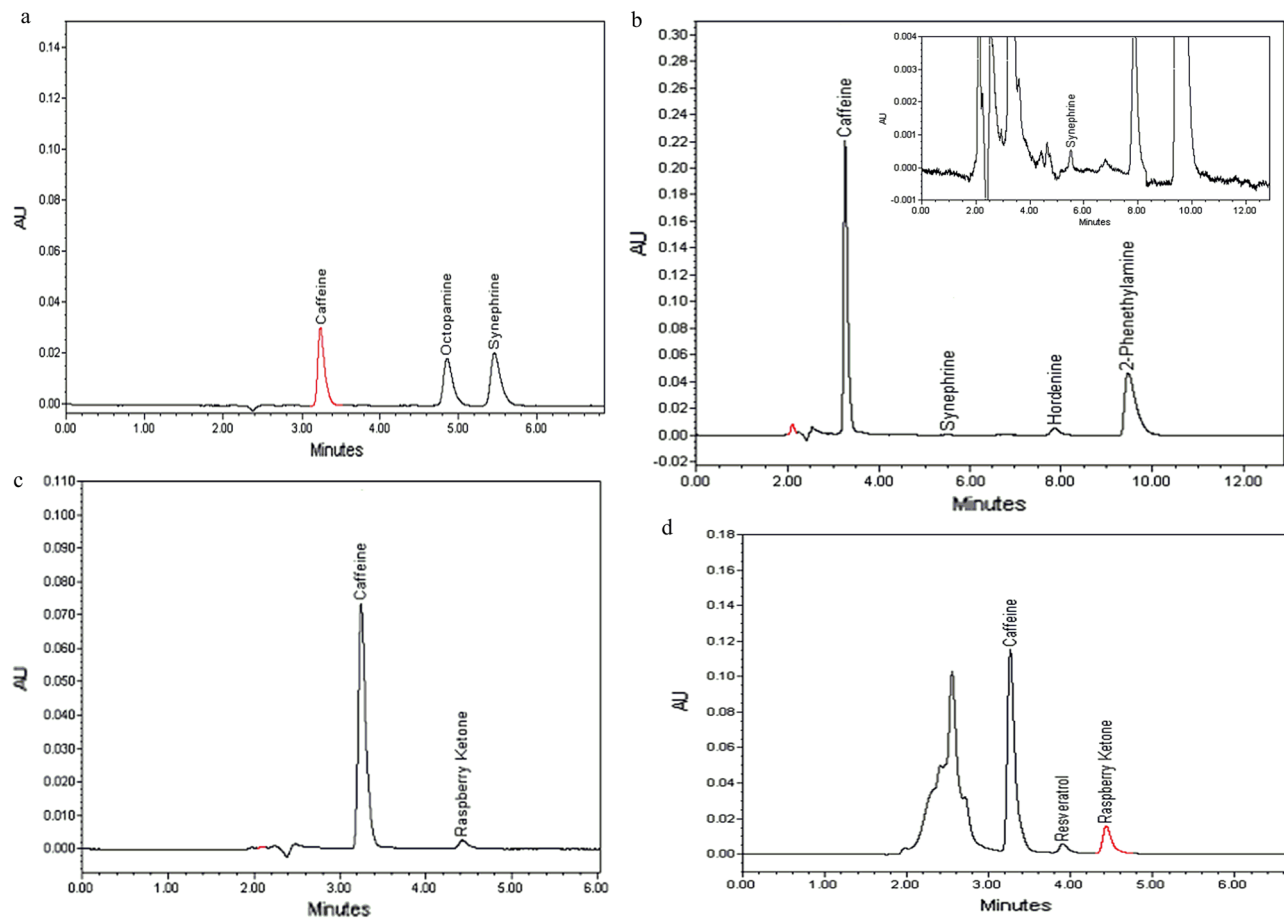 a
0.14
0.12
0.10
0.08
0.06
0.04
0.02
0.00
AU
Caffeine
Octopamine
Synephrine
0.00 1.00 2.00 3.00 4.00 5.00 6.00
Minutes
b
0.30
0.28
0.26
0.24
0.22
0.20
0.18
0.16
0.14
0.12
0.10
0.08
0.06
0.04
0.02
0.00
-0.02
AU
Caffeine
Synephrine
Hordenine
2-Phenethylamine
0.00 2.00 4.00 6.00 8.00 10.00 12.00
Minutes
0.004
0.003
0.002
0.001
0.000
-0.001
AU
Synephrine
0.00 2.00 4.00 6.00 8.00 10.00 12.00
Minutes
c
0.110
0.100
0.090
0.080
0.070
0.060
0.050
0.040
0.030
0.020
0.010
0.000
AU
Caffeine
Raspberry Ketone
0.00 1.00 2.00 3.00 4.00 5.00 6.00
Minutes
d
0.18
0.16
0.14
0.12
0.10
0.08
0.06
0.04
0.02
0.00
AU
Caffeine
Resveratrol
Raspberry Ketone
0.00 1.00 2.00 3.00 4.00 5.00 6.00
Minutes